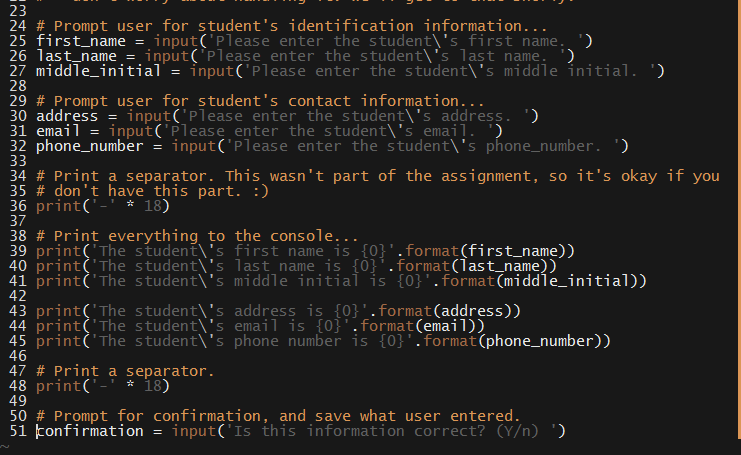 23
24 # Prompt user for student's identification information...
25 first_name = input('Please enter the student\'s first name. ')
26 last_name = input('Please enter the student\'s last name. ')
27 middle_initial = input('Please enter the student\'s middle initial. ')
28
29 # Prompt user for student's contact information...
30 address = input('Please enter the student\'s address. ')
31 email = input('Please enter the student\'s email. ')
32 phone_number = input('Please enter the student\'s phone_number. ')
33
34 # Print a separator. This wasn't part of the assignment, so it's okay if you
35 # don't have this part. :)
36 print('-' * 18)
37
38 # Print everything to the console...
39 print('The student\'s first name is {0}'.format(first_name))
40 print('The student\'s last name is {0}'.format(last_name))
41 print('The student\'s middle initial is {0}'.format(middle_initial))
42
43 print('The student\'s address is {0}'.format(address))
44 print('The student\'s email is {0}'.format(email))
45 print('The student\'s phone number is {0}'.format(phone_number))
46
47 # Print a separator.
48 print('-' * 18)
49
50 # Prompt for confirmation, and save what user entered.
51 confirmation = input('Is this information correct? (Y/n) ')
~